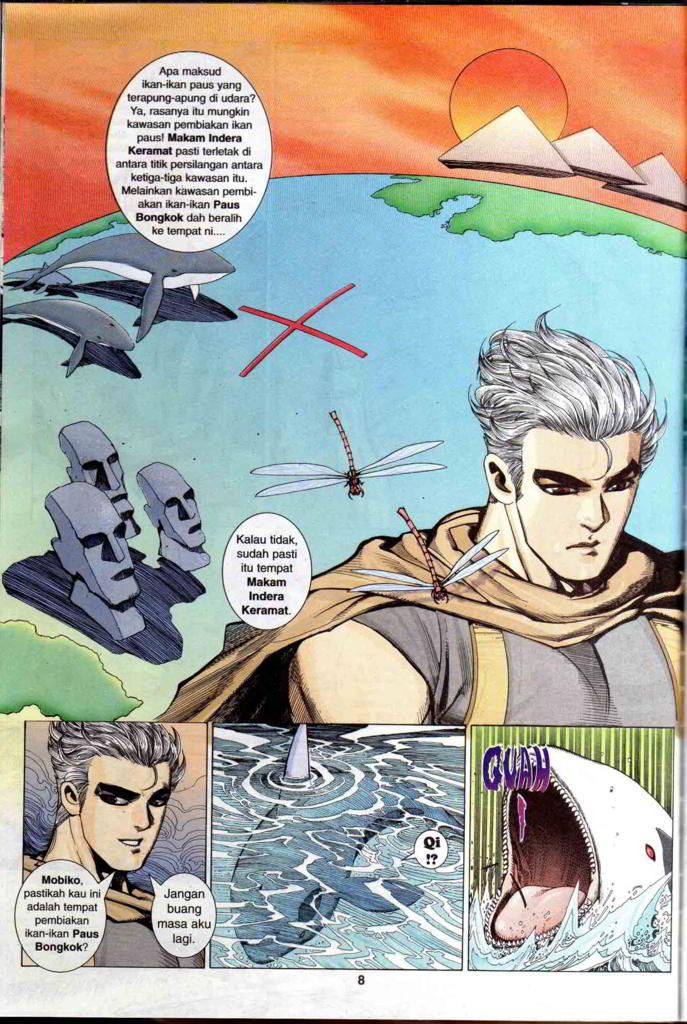 Apa maksud
ikan-ikan paus yang
terapung-apung di udara?
Ya, rasanya itu mungkin
kawasan pembiakan ikan
paus! Makam Indera
Keramat pasti terletak di
antara titik persilangan antara
ketiga-tiga kawasan itu.
Melainkan kawasan pembi-
akan ikan-ikan Paus
Bongkok dah beralih
ke tempat ni....
Kalau tidak,
sudah pasti
itu tempat
Makam
Indera
Keramat.
Mobiko,
pastikah kau ini
adalah tempat
pembiakan
ikan-ikan Paus
Bongkok?
Jangan
buang
masa aku
lagi.
Qi
!?
GUAH
!
8